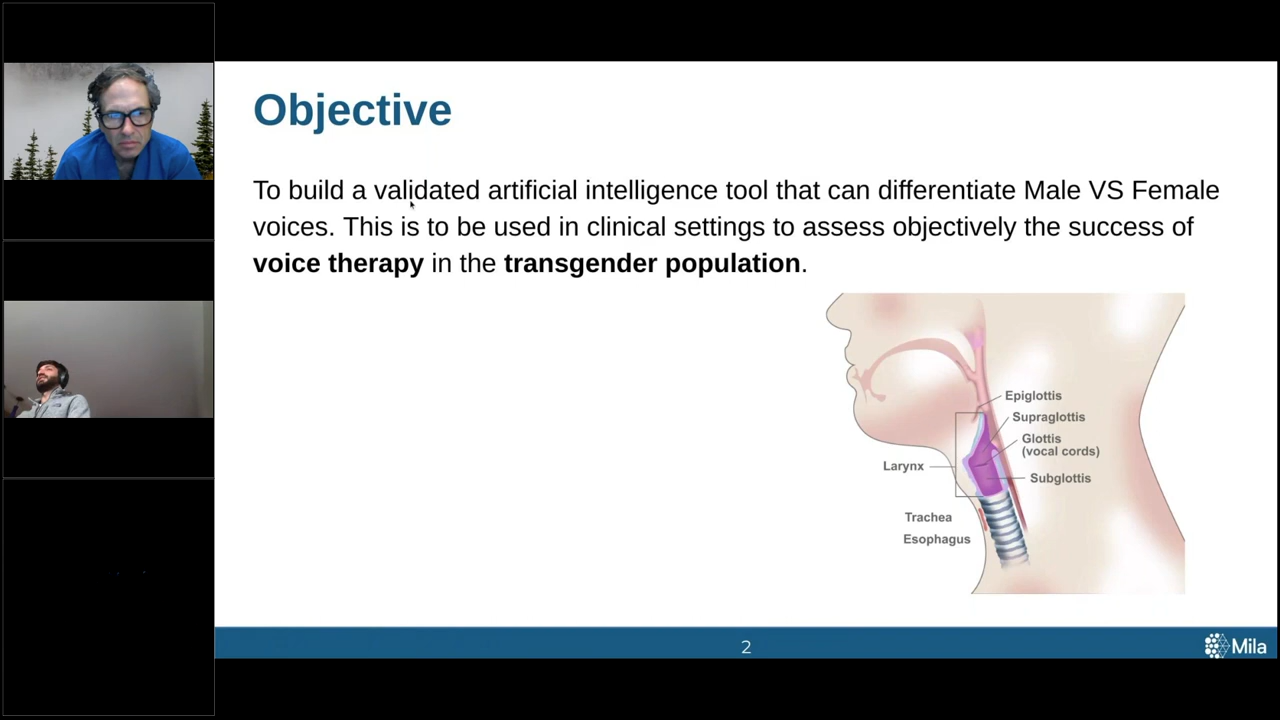 Objective
To build a validated artificial intelligence tool that can differentiate Male VS Female
voices. This is to be used in clinical settings to assess objectively the success of
voice therapy in the transgender population.
Epiglottis
Supraglottis
Glottis
(vocal cords)
Larynx
Subglottis
Trachea
Esophagus
2
Mila